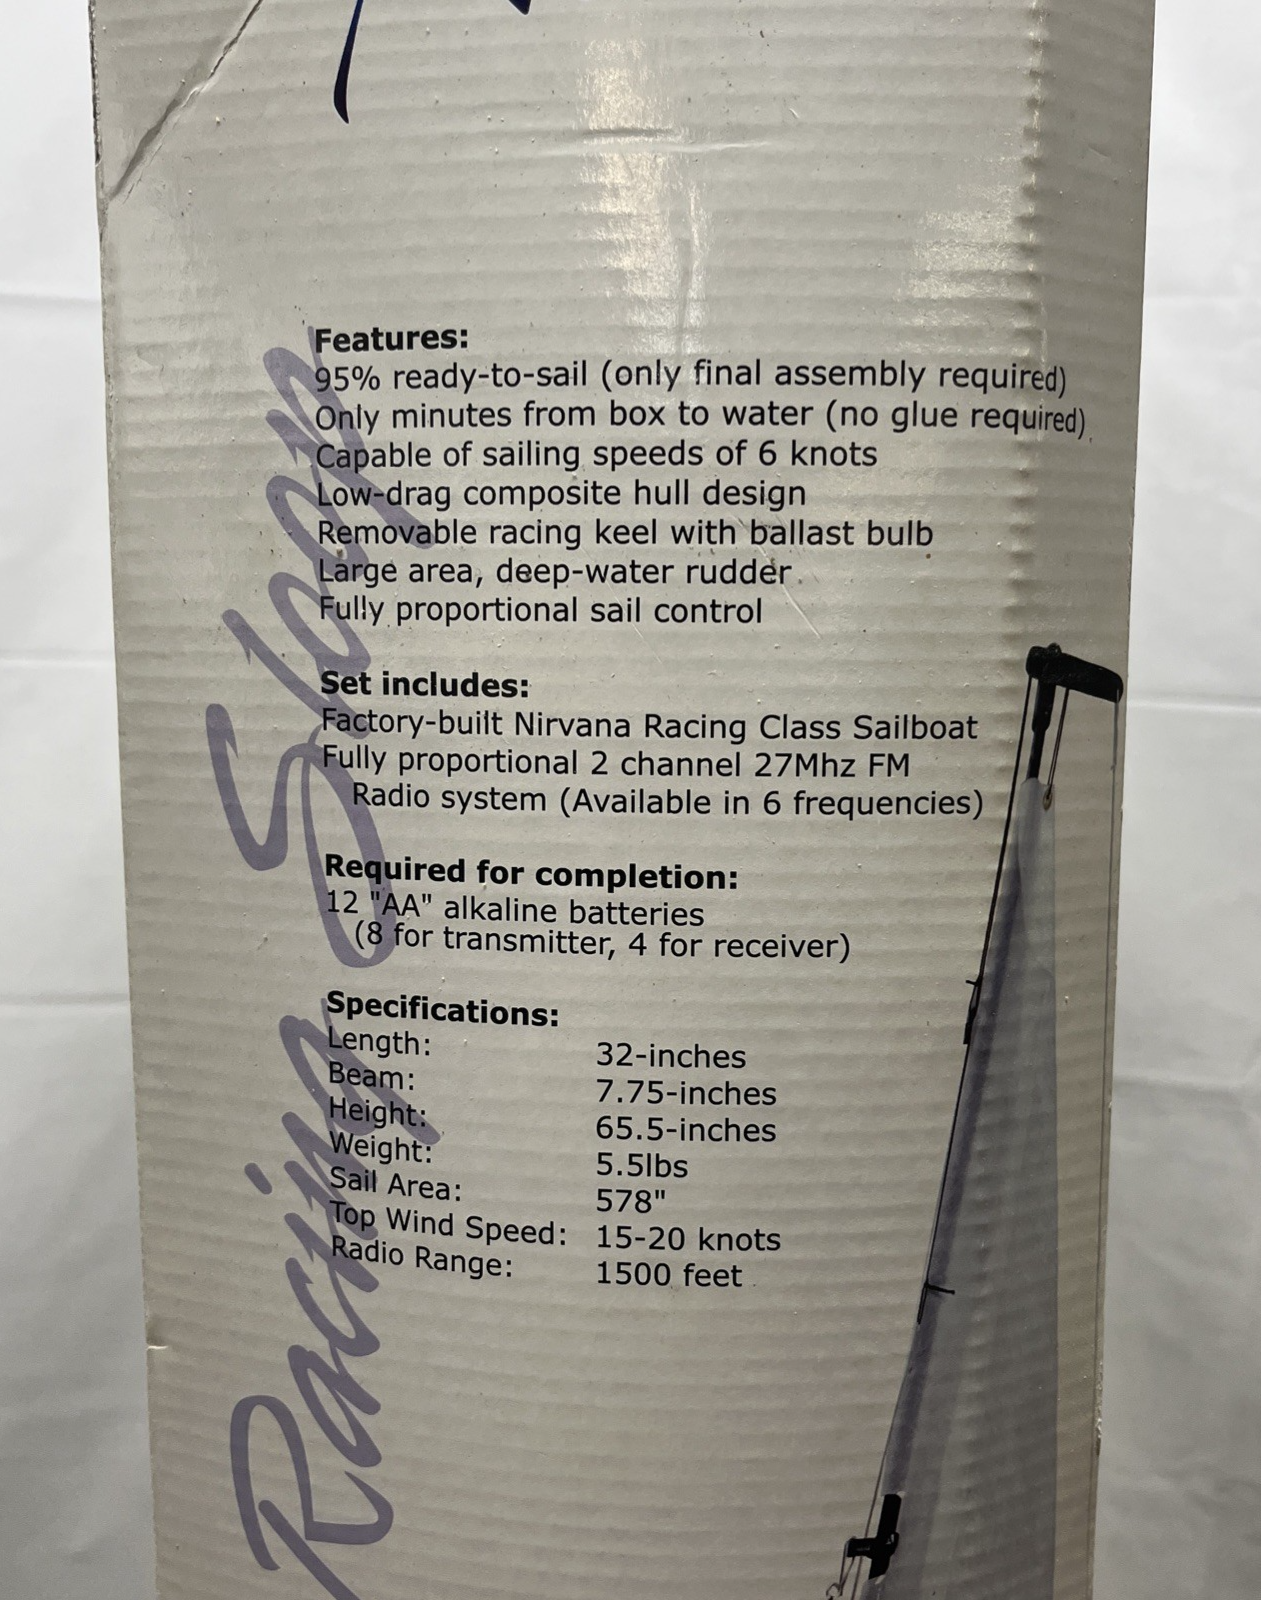 Features:
95% ready-to-sail (only final assembly required)
Only minutes from box to water (no glue required)
Capable of sailing speeds of 6 knots
Low-drag composite hull design
Removable racing keel with ballast bulb
Large area, deep-water rudder
Fully proportional sail control
Set includes:
Factory-built Nirvana Racing Class Sailboat
Fully proportional 2 channel 27Mhz FM
Radio system (Available in 6 frequencies)
Required for completion:
12 "AA" alkaline batteries
(8 for transmitter, 4 for receiver)
Specifications:
Length: 32-inches
Beam: 7.75-inches
Height: 65.5-inches
Weight: 5.5lbs
Sail Area: 578"
Top Wind Speed: 15-20 knots
Radio Range: 1500 feet
Racing Sloop